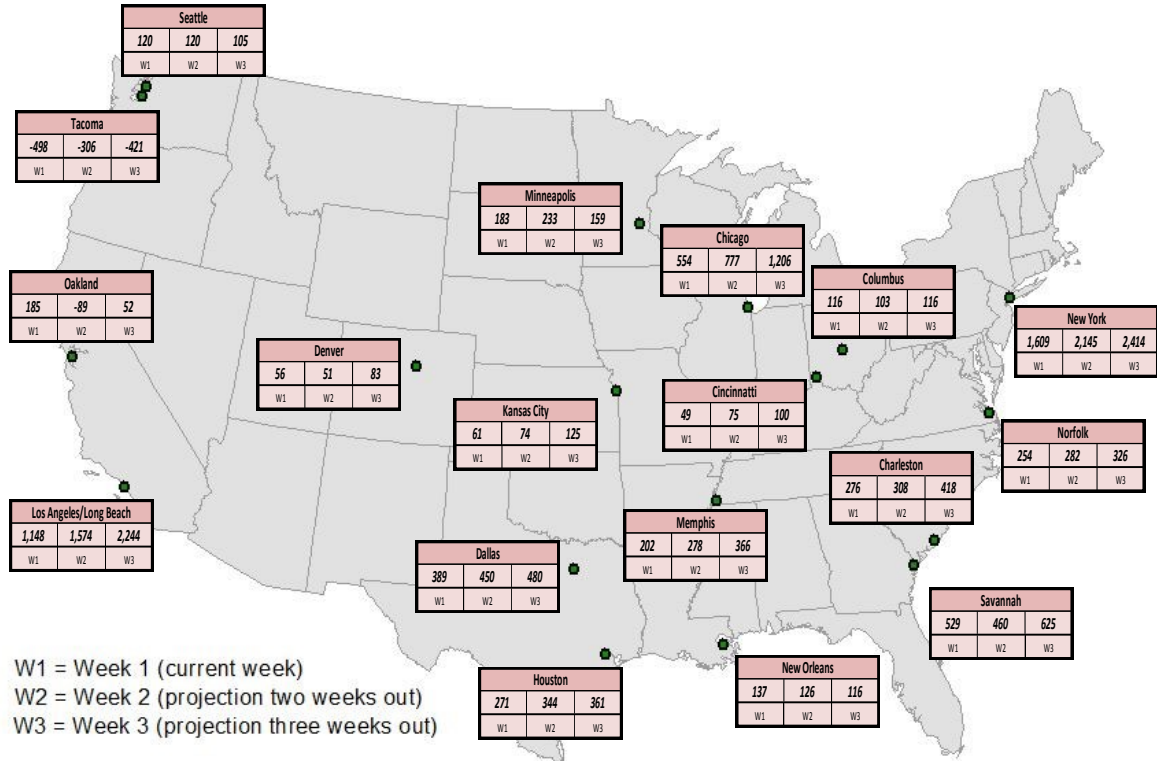 Seattle
120 120 105
W1 W2 W3
Tacoma
-498 -306 -421
W1 W2 W3
Minneapolis
183 233 159
W1 W2 W3
Chicago
554 777 1,206
W1 W2 W3
Columbus
116 103 116
W1 W2 W3
Oakland
185 -89 52
W1 W2 W3
New York
1,609 2,145 2,414
W1 W2 W3
Denver
56 51 83
W1 W2 W3
Cincinnatti
49 75 100
W1 W2 W3
Kansas City
61 74 125
W1 W2 W3
Norfolk
254 282 326
W1 W2 W3
Charleston
276 308 418
W1 W2 W3
Los Angeles/Long Beach
1,148 1,574 2,244
W1 W2 W3
Memphis
202 278 366
W1 W2 W3
Dallas
389 450 480
W1 W2 W3
Savannah
529 460 625
W1 W2 W3
New Orleans
137 126 116
W1 W2 W3
Houston
271 344 361
W1 W2 W3
W1 = Week 1 (current week)
W2 = Week 2 (projection two weeks out)
W3 = Week 3 (projection three weeks out)